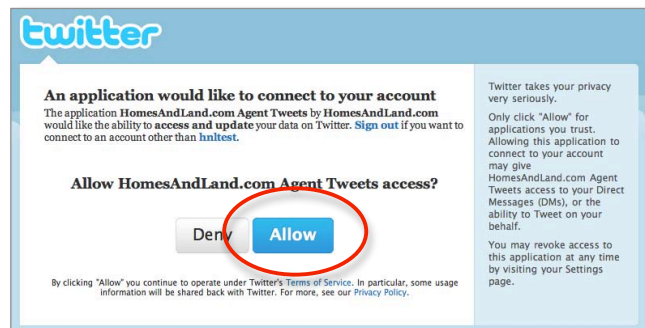 twitter
An application would like to connect to your account
The application HomesAndLand.com Agent Tweets by HomesAndLand.com
would like the ability to access and update your data on Twitter. Sign out if you want to
connect to an account other than hnltest.
Allow HomesAndLand.com Agent Tweets access?
Deny
Allow
By clicking "Allow" you continue to operate under Twitter's Terms of Service. In particular, some usage
information will be shared back with Twitter. For more, see our Privacy Policy.
Twitter takes your privacy
very seriously.
Only click "Allow" for
applications you trust.
Allowing this application to
connect to your account
may give
HomesAndLand.com Agent
Tweets access to your Direct
Messages (DMs), or the
ability to Tweet on your
behalf.
You may revoke access to
this application at any time
by visiting your Settings
page.